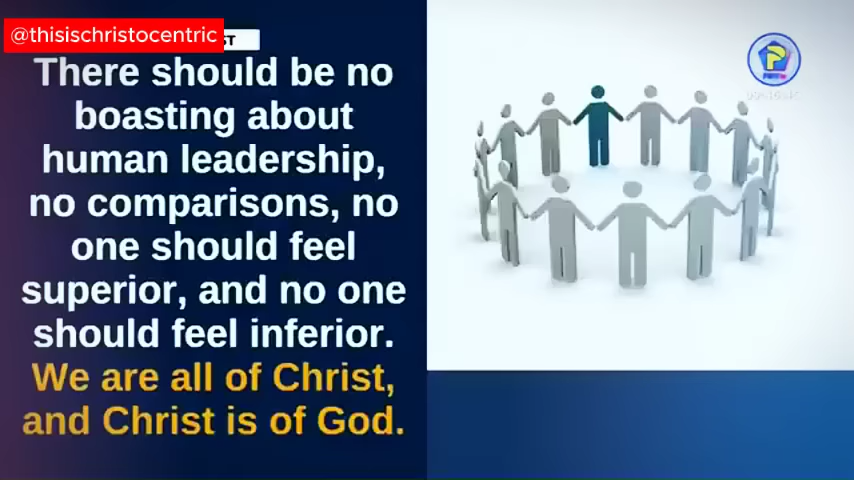 @thisischristocentric
ST
There should be no
boasting about
human leadership,
no comparisons, no
one should feel
superior, and no one
should feel inferior.
We are all of Christ,
and Christ is of God.
P